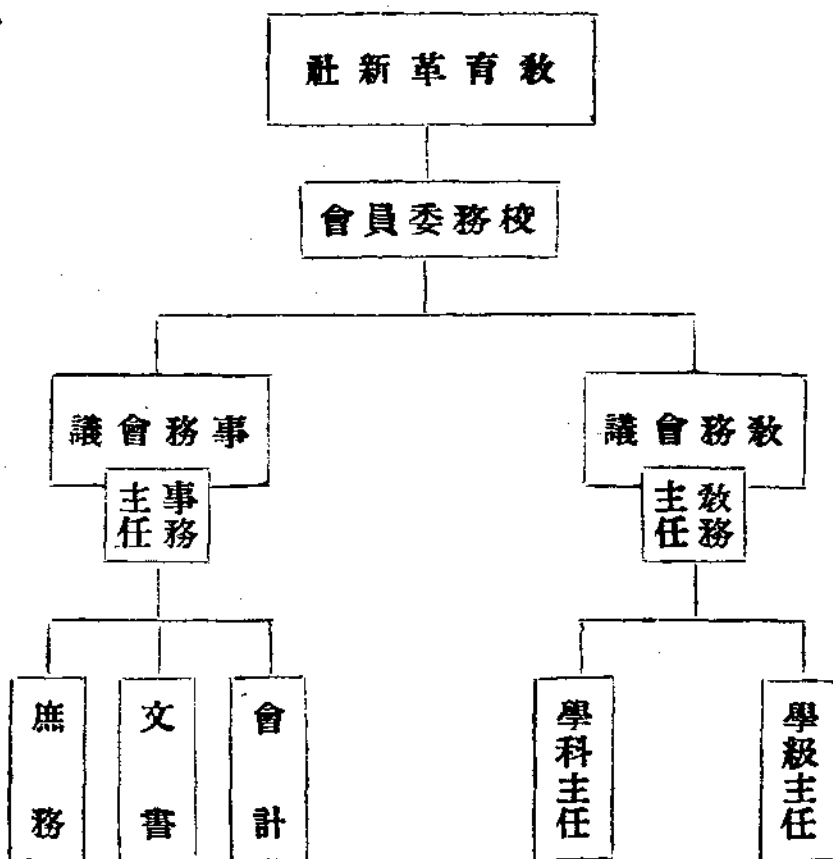 教育革新社
校務委員會
教務會議
教務主任
事務會議
事務主任
學級主任
學科主任
會計
文書
庶務